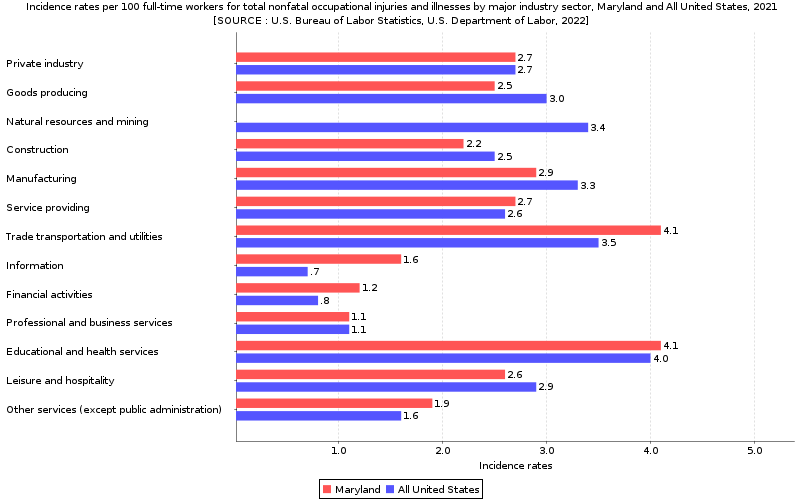 Incidence rates per 100 full-time workers for total nonfatal occupational injuries and illnesses by major industry sector, Maryland and All United States, 2021
[SOURCE : U.S. Bureau of Labor Statistics, U.S. Department of Labor, 2022]
Private industry
2.7
2.7
Goods producing
2.5
3.0
Natural resources and mining
3.4
Construction
2.2
2.5
Manufacturing
2.9
3.3
Service providing
2.7
2.6
Trade transportation and utilities
4.1
3.5
Information
1.6
.7
Financial activities
1.2
.8
Professional and business services
1.1
1.1
Educational and health services
4.1
4.0
Leisure and hospitality
2.6
2.9
Other services (except public administration)
1.9
1.6
1.0 2.0 3.0 4.0 5.0
Incidence rates
Maryland All United States